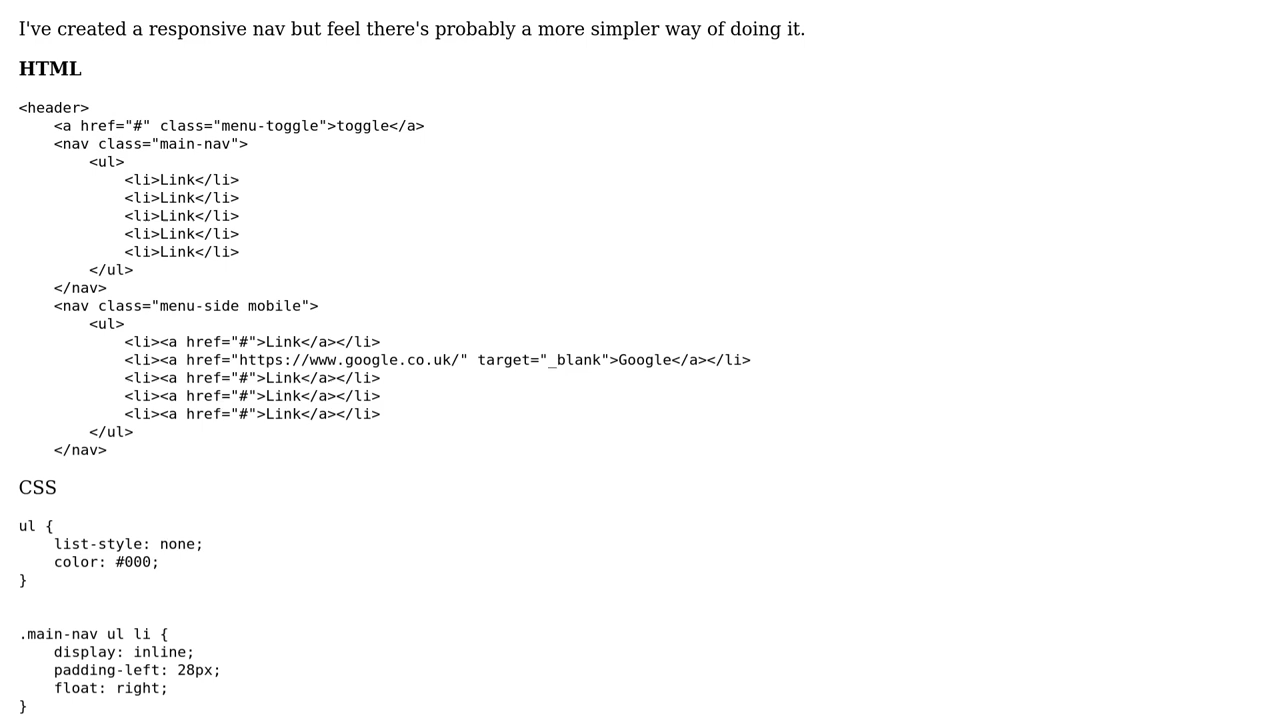 I've created a responsive nav but feel there's probably a more simpler way of doing it.
HTML
<header>
    <a href="#" class="menu-toggle">toggle</a>
    <nav class="main-nav">
        <ul>
            <li>Link</li>
            <li>Link</li>
            <li>Link</li>
            <li>Link</li>
            <li>Link</li>
        </ul>
    </nav>
    <nav class="menu-side mobile">
        <ul>
            <li><a href="#">Link</a></li>
            <li><a href="https://www.google.co.uk/" target="_blank">Google</a></li>
            <li><a href="#">Link</a></li>
            <li><a href="#">Link</a></li>
            <li><a href="#">Link</a></li>
        </ul>
    </nav>
CSS
ul {
    list-style: none;
    color: #000;
}
.main-nav ul li {
    display: inline;
    padding-left: 28px;
    float: right;
}